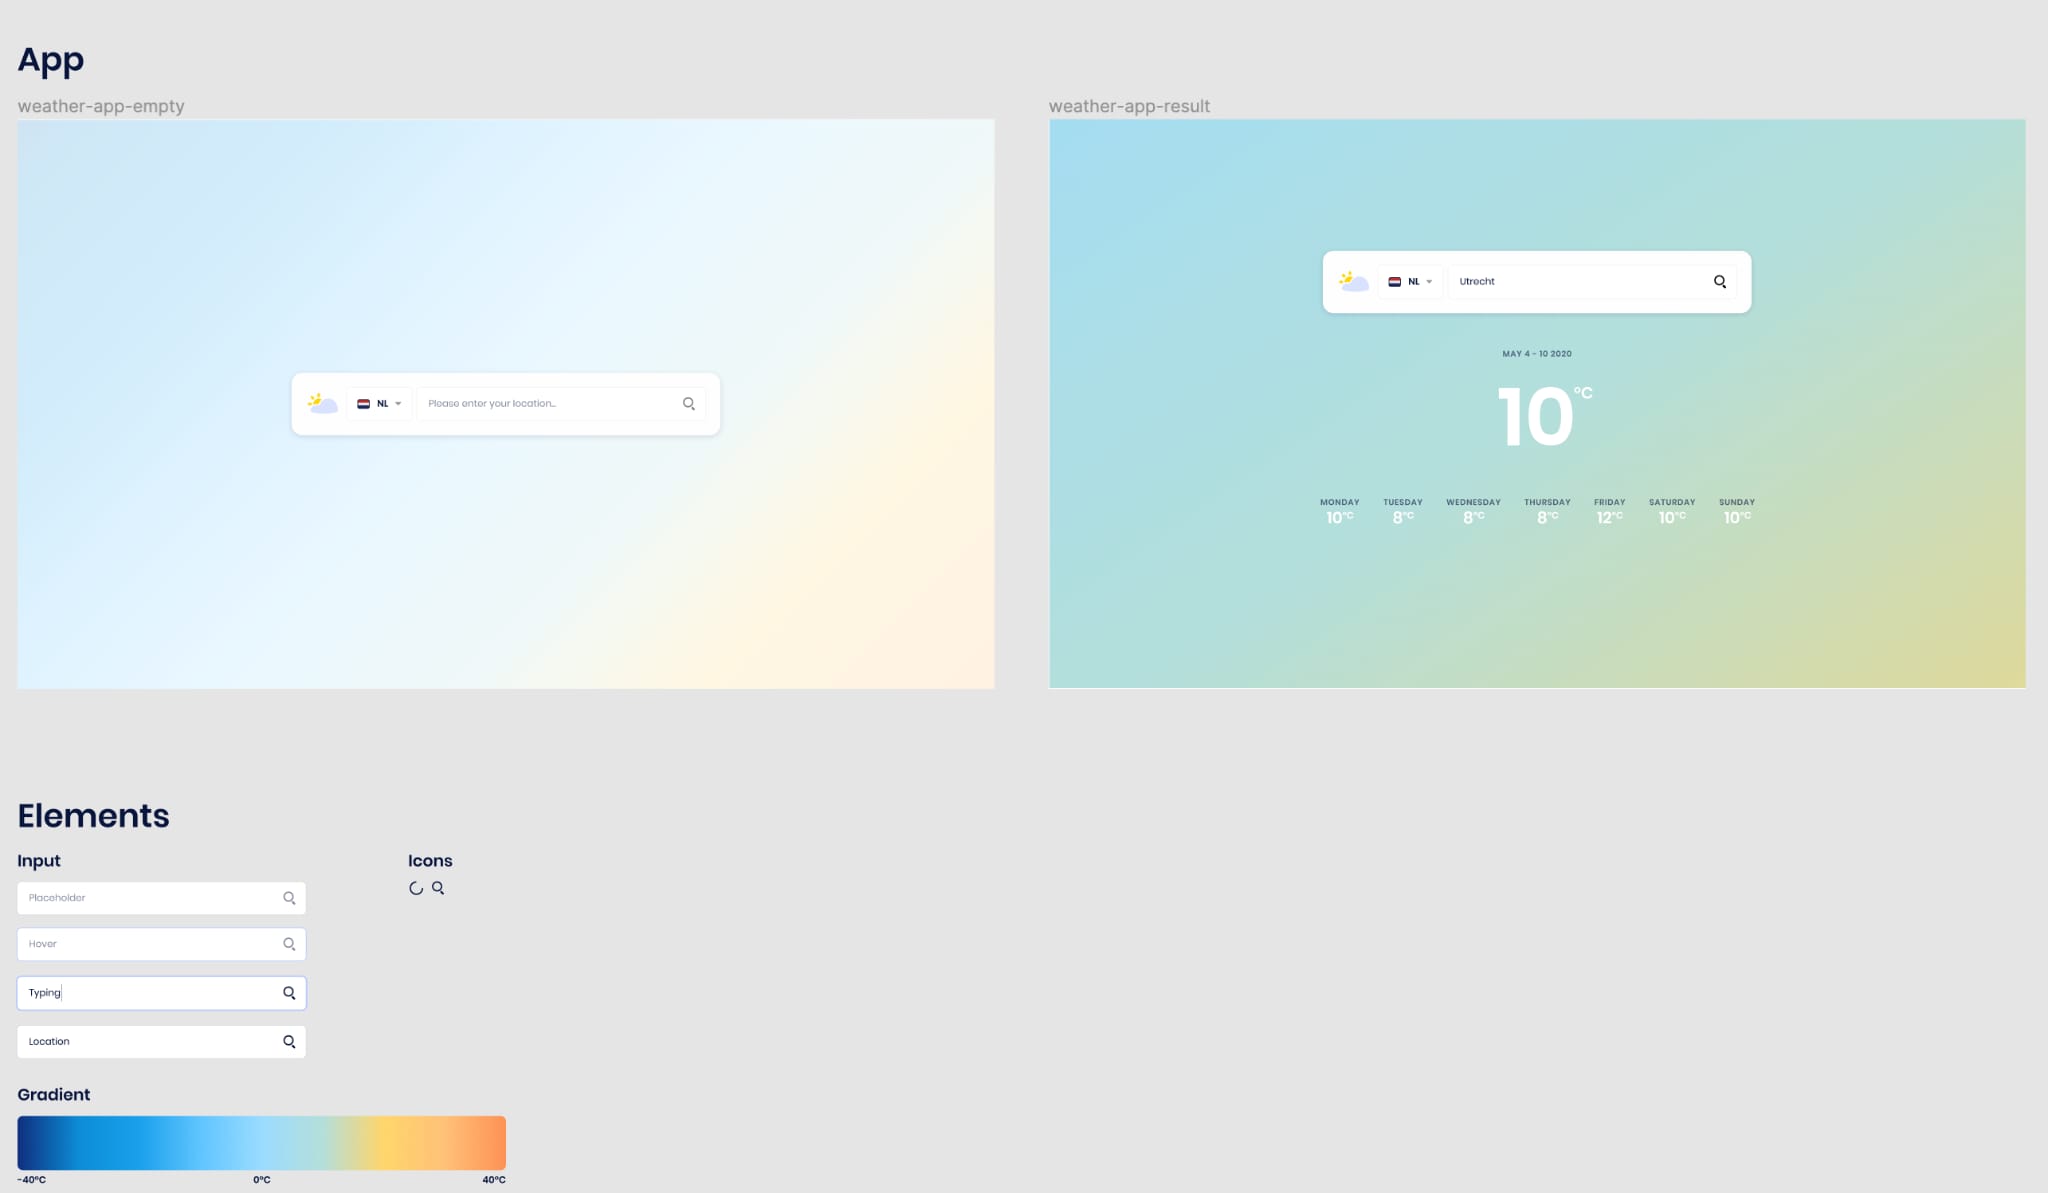 App
weather-app-empty
NL
Please enter your location...
weather-app-result
NL
Utrecht
MAY 4 - 10 2020
10°C
MONDAY TUESDAY WEDNESDAY THURSDAY FRIDAY SATURDAY SUNDAY
10°C 8°C 8°C 8°C 12°C 10°C 10°C
Elements
Input
Placeholder
Hover
Typing
Location
Icons
Gradient
-40°C 0°C 40°C